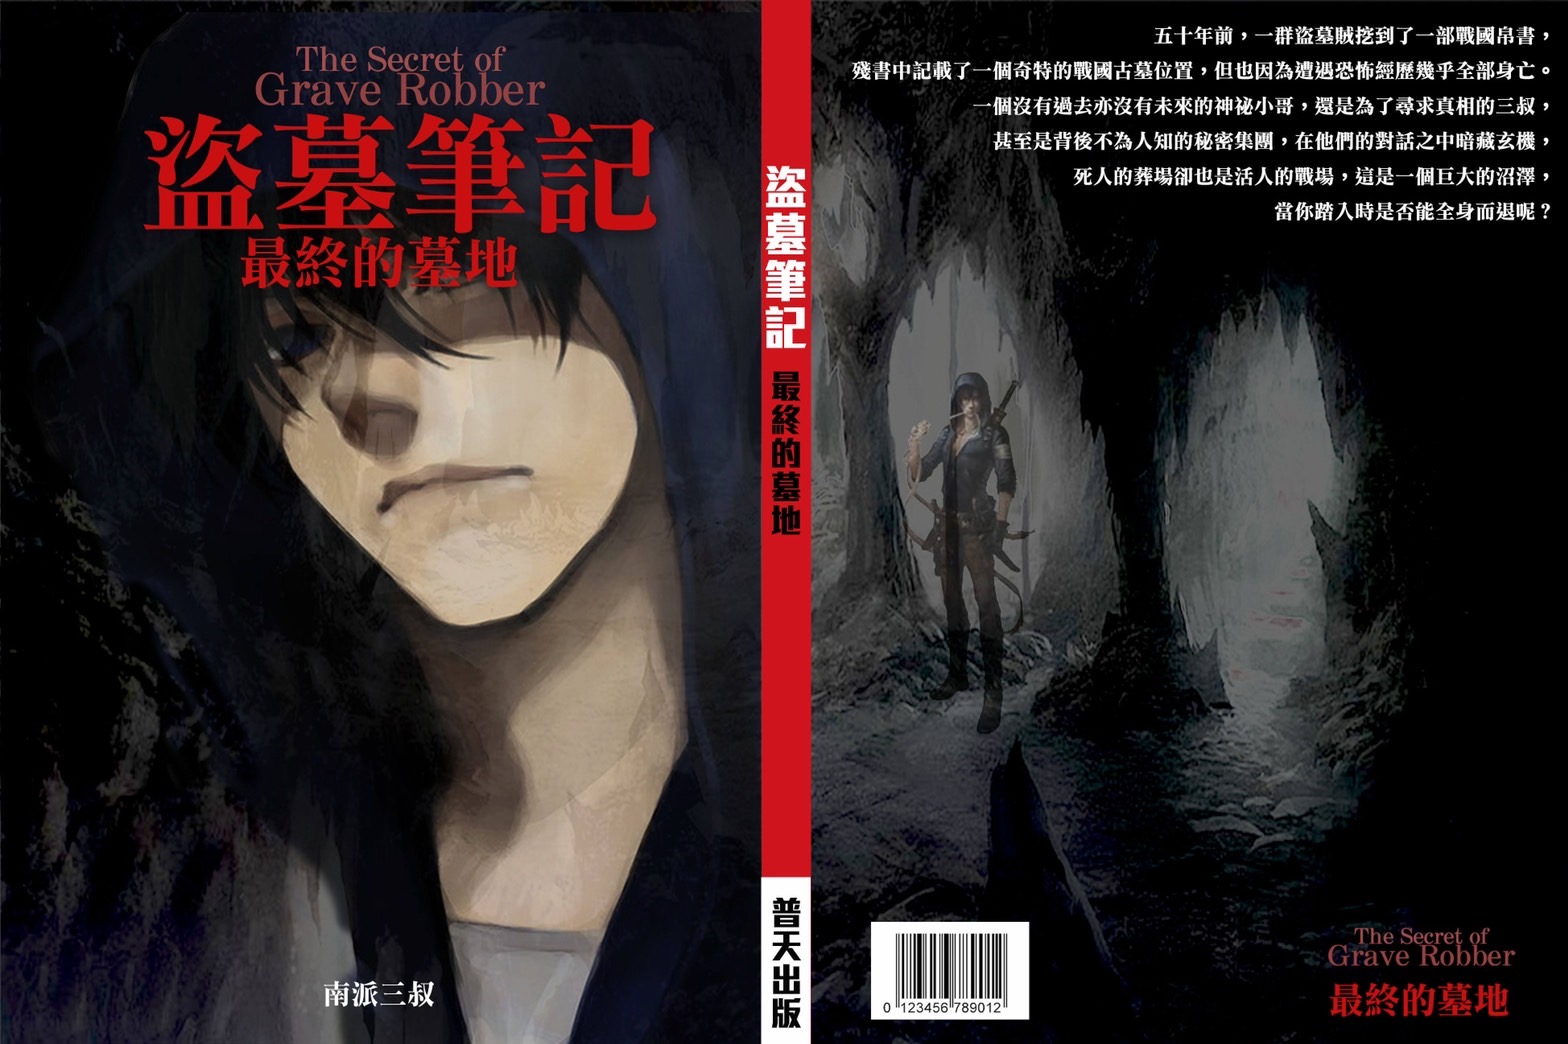 The Secret of
Grave Robber
盜墓筆記
最終的墓地
南派三叔
盜墓筆記
最終的墓地
普天出版
五十年前，一群盜墓賊挖到了一部戰國帛書，
殘書中記載了一個奇特的戰國古墓位置，但也因為遭遇恐怖經歷幾乎全部身亡。
一個沒有過去亦沒有未來的神祕小哥，還是為了尋求真相的三叔，
甚至是背後不為人知的秘密集團，在他們的對話之中暗藏玄機，
死人的葬場卻也是活人的戰場，這是一個巨大的沼澤，
當你踏入時是否能全身而退呢？
0 123456 789012
The Secret of
Grave Robber
最終的墓地